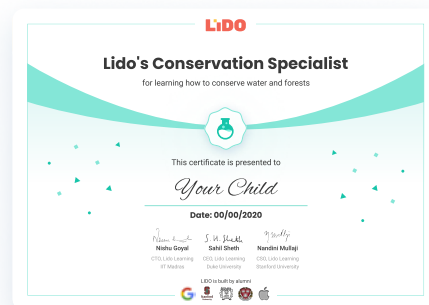 LiDO
Lido's Conservation Specialist
for learning how to conserve water and forests
This certificate is presented to
Your Child
Date: 00/00/2020
Nishu Goyal Sahil Sheth Nandini Mullaji
CTO, Lido Learning CEO, Lido Learning CSO, Lido Learning
IIT Madras Duke University Stanford University
LIDO is built by alumni